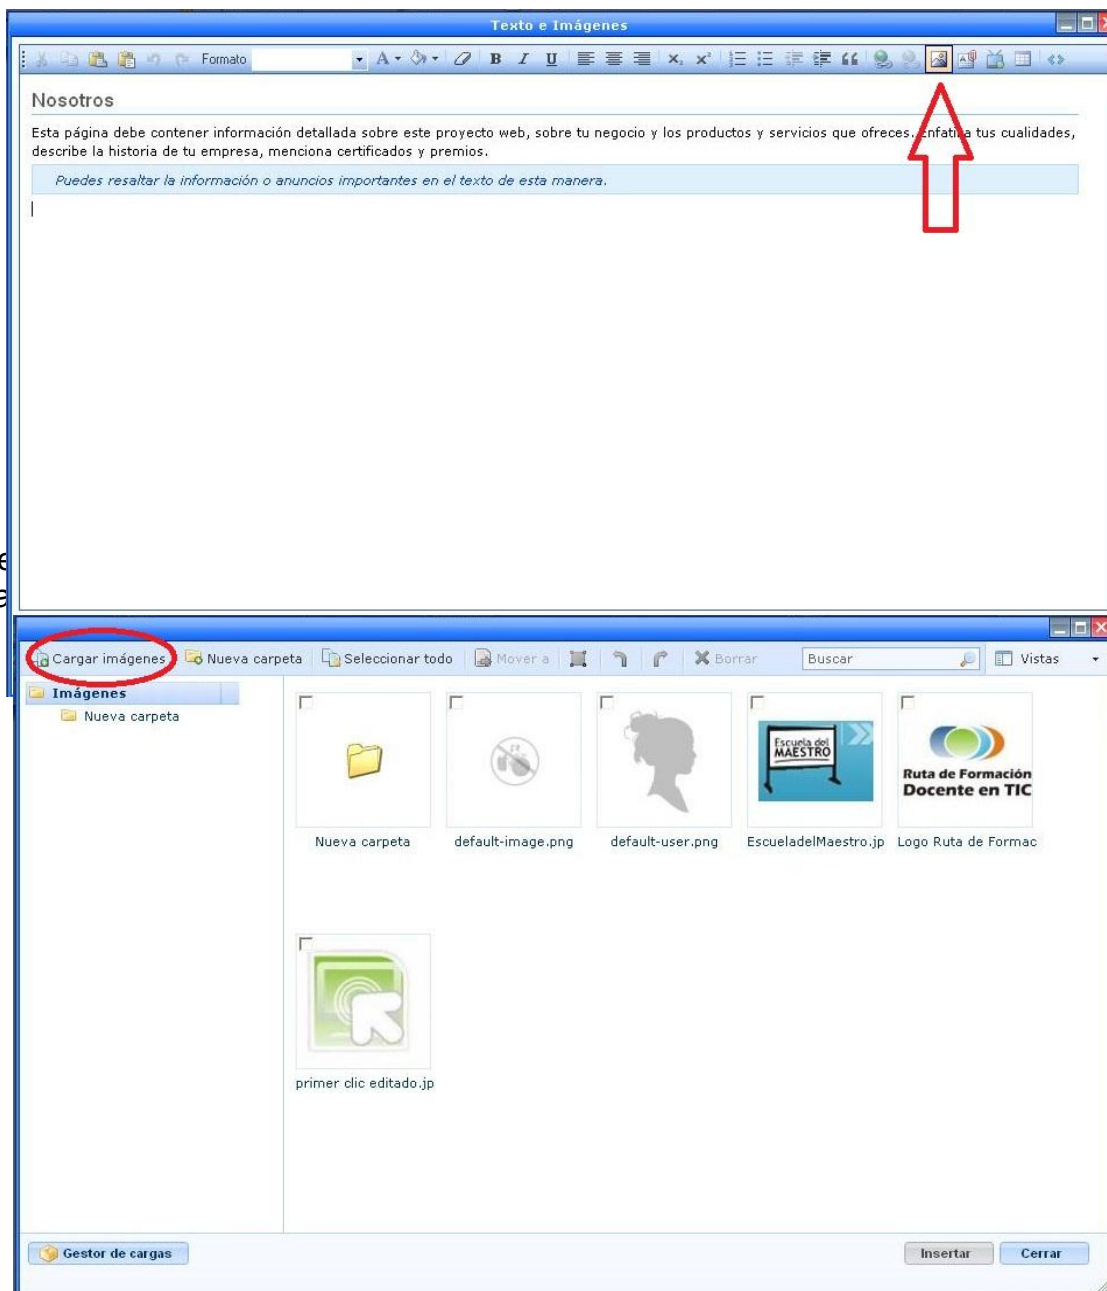 Texto e Imágenes
Formato
A
B I U
x₂ x²
Nosotros
Esta página debe contener información detallada sobre este proyecto web, sobre tu negocio y los productos y servicios que ofreces. Enfatiza tus cualidades,
describe la historia de tu empresa, menciona certificados y premios.
Puedes resaltar la información o anuncios importantes en el texto de esta manera.
Cargar imágenes Nueva carpeta Seleccionar todo Mover a Borrar Buscar Vistas
Imágenes
Nueva carpeta
Escuela del
MAESTRO
Ruta de Formación
Docente en TIC
Nueva carpeta default-image.png default-user.png EscueladelMaestro.jp Logo Ruta de Formac
primer clic editado.jp
Gestor de cargas Insertar Cerrar